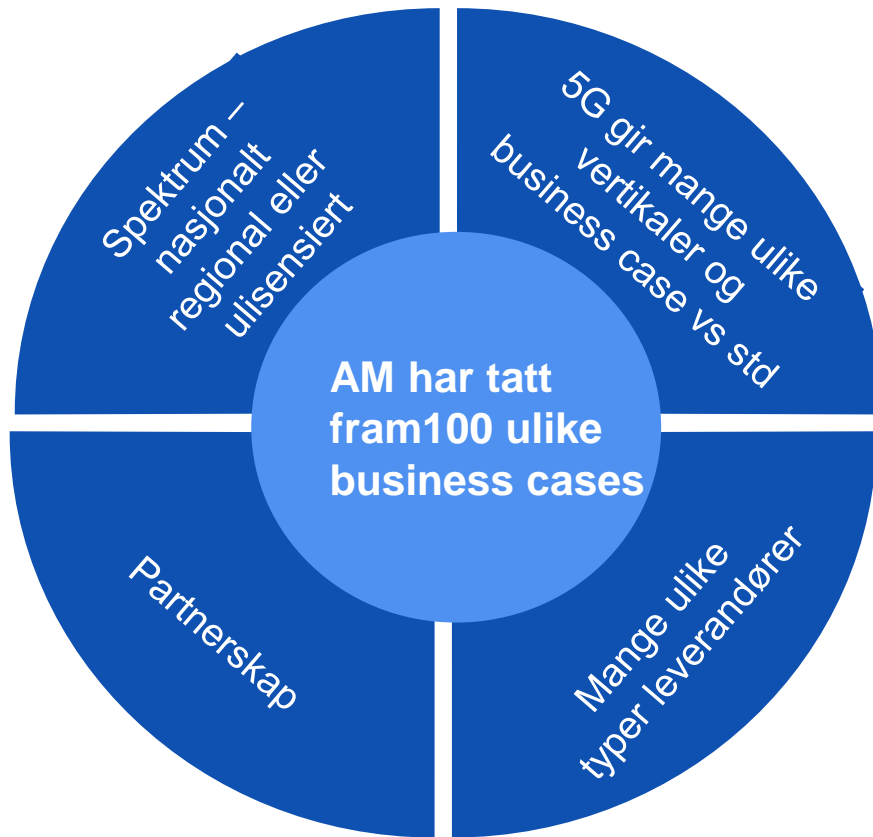 Spektrum –
nasjonalt
regional eller
ulisensiert
5G gir mange ulike
vertikaler og
business case vs std
AM har tatt
fram100 ulike
business cases
Partnerskap
Mange ulike
typer leverandører